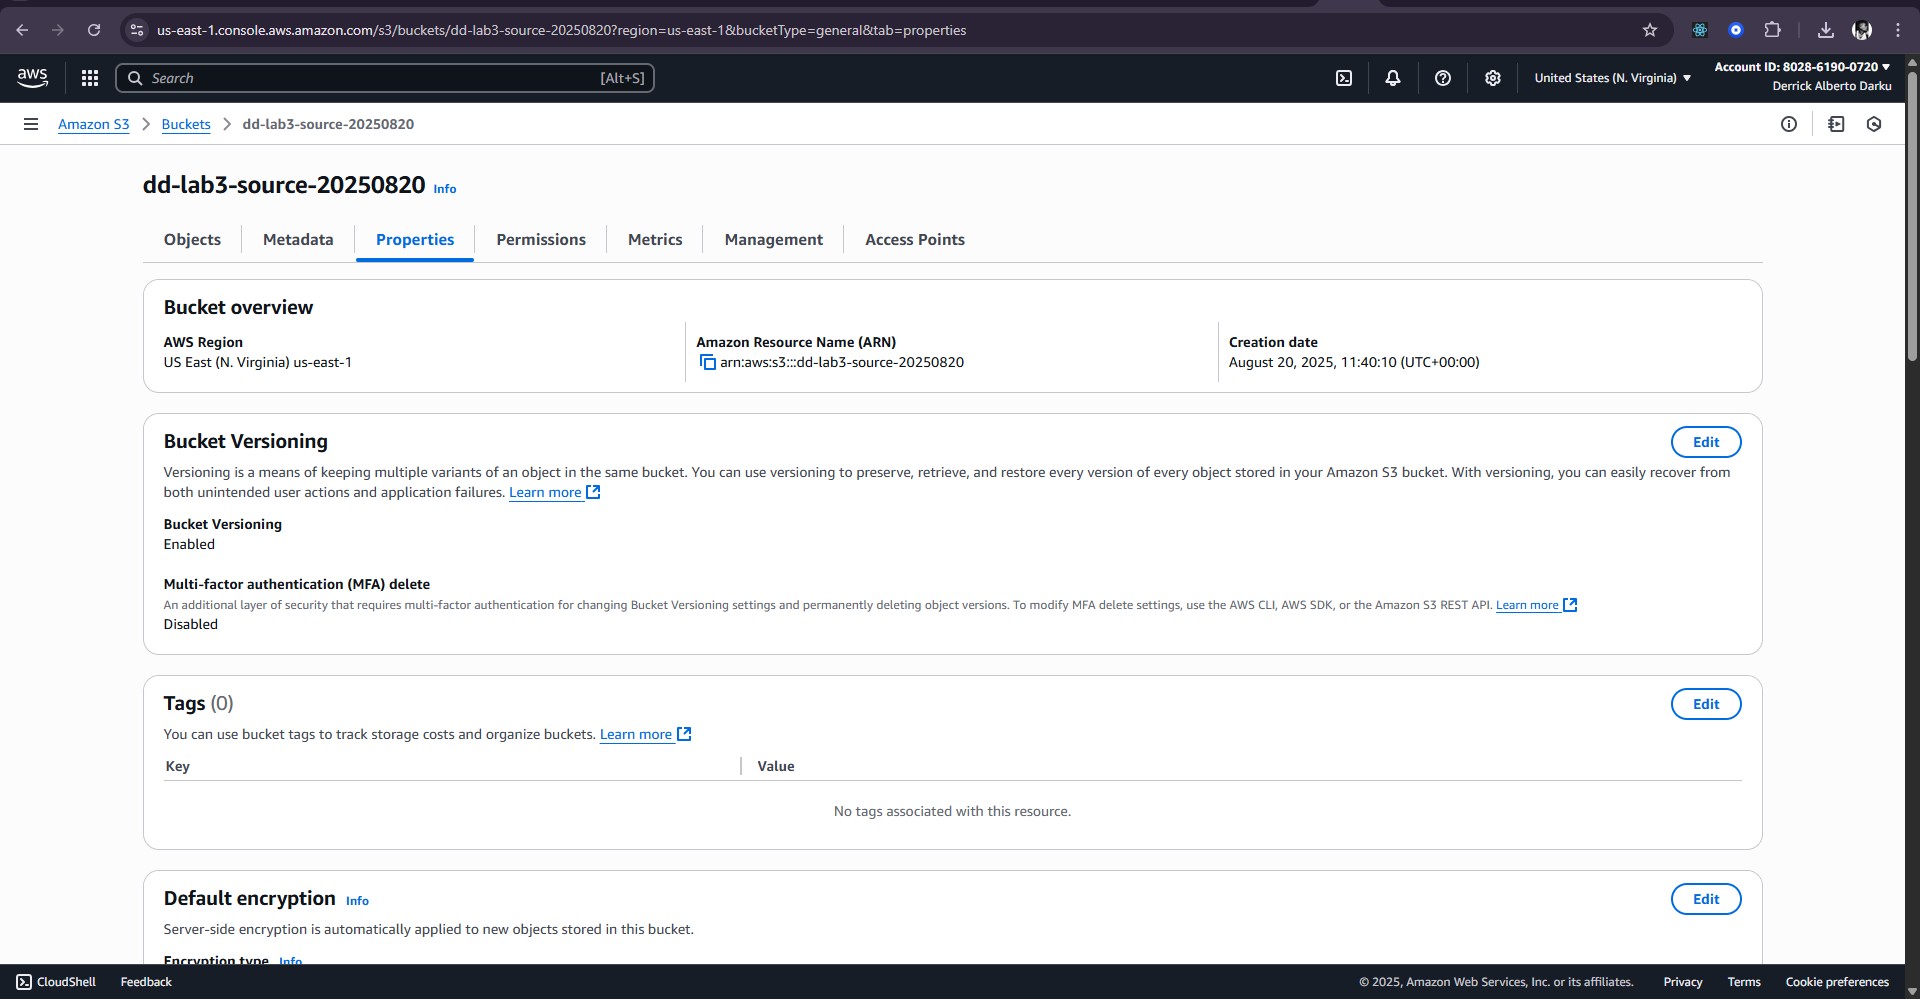 us-east-1.console.aws.amazon.com/s3/buckets/dd-lab3-source-20250820?region=us-east-1&bucketType=general&tab=properties
aws
Search
[Alt+S]
United States (N. Virginia)
Account ID: 8028-6190-0720
Derrick Alberto Darku
Amazon S3 > Buckets > dd-lab3-source-20250820
dd-lab3-source-20250820 Info
Objects
Metadata
Properties
Permissions
Metrics
Management
Access Points
Bucket overview
AWS Region
US East (N. Virginia) us-east-1
Amazon Resource Name (ARN)
arn:aws:s3:::dd-lab3-source-20250820
Creation date
August 20, 2025, 11:40:10 (UTC+00:00)
Bucket Versioning
Edit
Versioning is a means of keeping multiple variants of an object in the same bucket. You can use versioning to preserve, retrieve, and restore every version of every object stored in your Amazon S3 bucket. With versioning, you can easily recover from
both unintended user actions and application failures. Learn more
Bucket Versioning
Enabled
Multi-factor authentication (MFA) delete
An additional layer of security that requires multi-factor authentication for changing Bucket Versioning settings and permanently deleting object versions. To modify MFA delete settings, use the AWS CLI, AWS SDK, or the Amazon S3 REST API. Learn more
Disabled
Tags (0)
Edit
You can use bucket tags to track storage costs and organize buckets. Learn more
Key
Value
No tags associated with this resource.
Default encryption Info
Edit
Server-side encryption is automatically applied to new objects stored in this bucket.
Encryption type Info
CloudShell
Feedback
© 2025, Amazon Web Services, Inc. or its affiliates.
Privacy
Terms
Cookie preferences